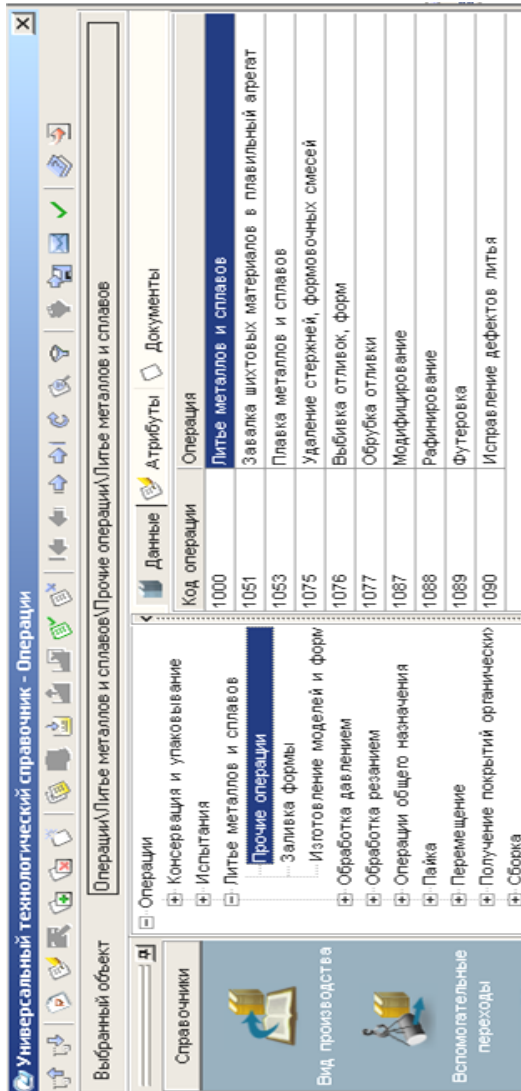 Универсальный технологический справочник - Операции
Выбранный объект
Операции\Литье металлов и сплавов\Прочие операции\Литье металлов и сплавов
Справочники
Вид производства
Вспомогательные
переходы
Операции
Консервация и упаковывание
Испытания
Литье металлов и сплавов
Прочие операции
Заливка формы
Изготовление моделей и форм
Обработка давлением
Обработка резанием
Операции общего назначения
Пайка
Перемещение
Получение покрытий органических
Сборка
Данные Атрибуты Документы
Код операции Операция
1000 Литье металлов и сплавов
1051 Завалка шихтовых материалов в плавильный агрегат
1053 Плавка металлов и сплавов
1075 Удаление стержней, формовочных смесей
1076 Выбивка отливок, форм
1077 Обрубка отливки
1087 Модифицирование
1088 Рафинирование
1089 Футеровка
1090 Исправление дефектов литья